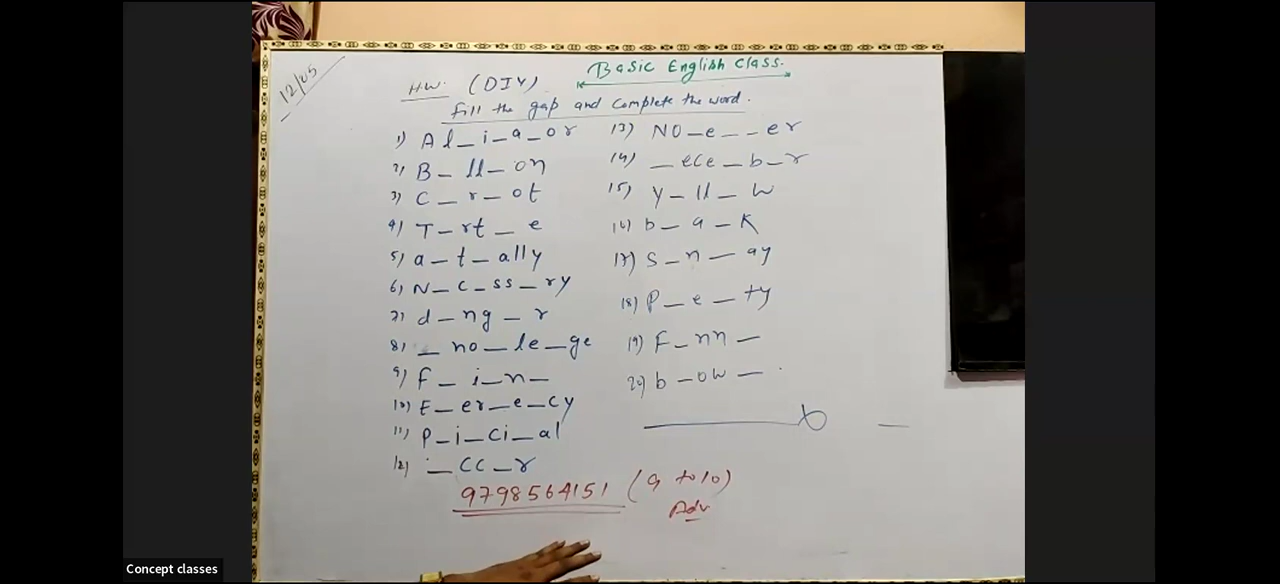 12/05
Basic English Class.
H.W. (DIY)
Fill the gap and complete the word.
1) Al_i_a_or
2) B_ll_on
3) C_r_ot
4) T_rt_e
5) a_t_ally
6) N_c_ss_ry
7) d_ng_r
8) _no_le_ge
9) F_i_n_
10) E_er_e_cy
11) P_i_ci_al
12) _cc_r
13) NO_e__er
14) _ece_b_r
15) Y_ll_w
16) b_a_k
17) S_n_ay
18) P_e_ty
19) F_nn_
20) b_ow_
9798564151 (9 to 10)
Adv
Concept classes